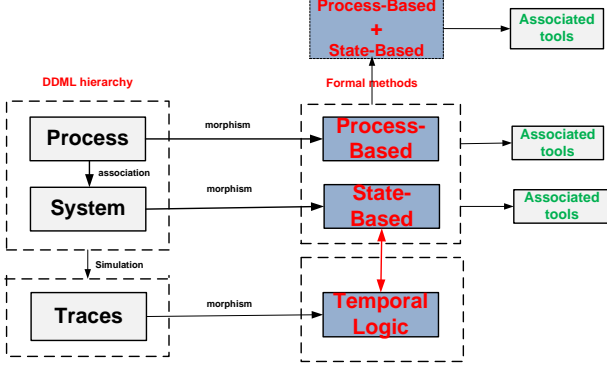 Process-Based
+
State-Based
Associated
tools
DDML hierarchy
Formal methods
Process
morphism
Process-
Based
Associated
tools
association
System
morphism
State-
Based
Associated
tools
Simulation
Traces
morphism
Temporal
Logic